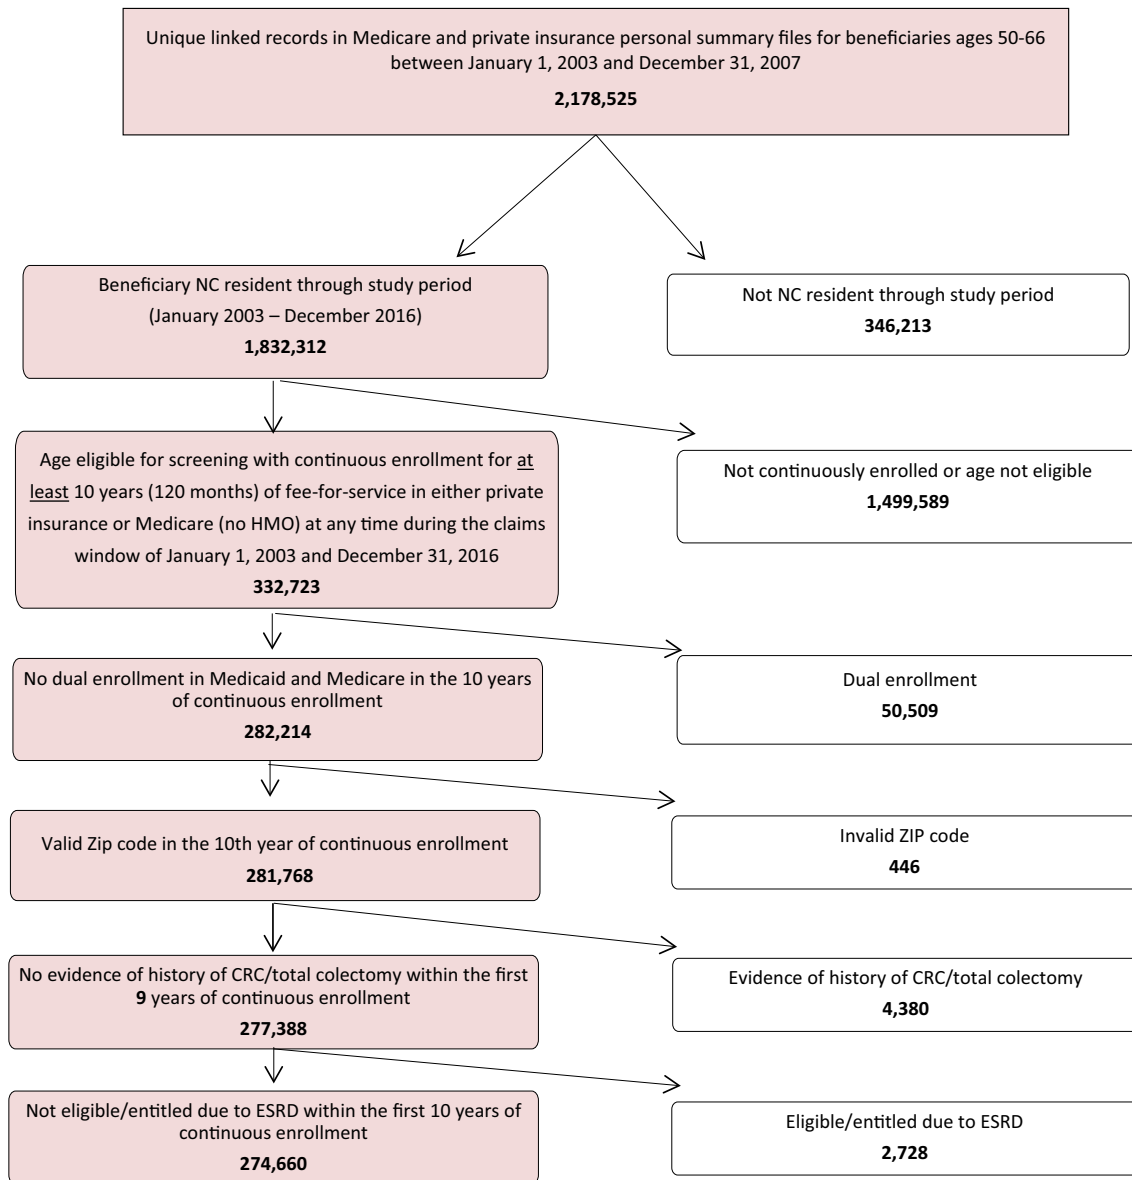 Unique linked records in Medicare and private insurance personal summary files for beneficiaries ages 50-66
between January 1, 2003 and December 31, 2007
2,178,525
Beneficiary NC resident through study period
(January 2003 – December 2016)
1,832,312
Not NC resident through study period
346,213
Age eligible for screening with continuous enrollment for at
least 10 years (120 months) of fee-for-service in either private
insurance or Medicare (no HMO) at any time during the claims
window of January 1, 2003 and December 31, 2016
332,723
Not continuously enrolled or age not eligible
1,499,589
No dual enrollment in Medicaid and Medicare in the 10 years
of continuous enrollment
282,214
Dual enrollment
50,509
Valid Zip code in the 10th year of continuous enrollment
281,768
Invalid ZIP code
446
No evidence of history of CRC/total colectomy within the first
9 years of continuous enrollment
277,388
Evidence of history of CRC/total colectomy
4,380
Not eligible/entitled due to ESRD within the first 10 years of
continuous enrollment
274,660
Eligible/entitled due to ESRD
2,728